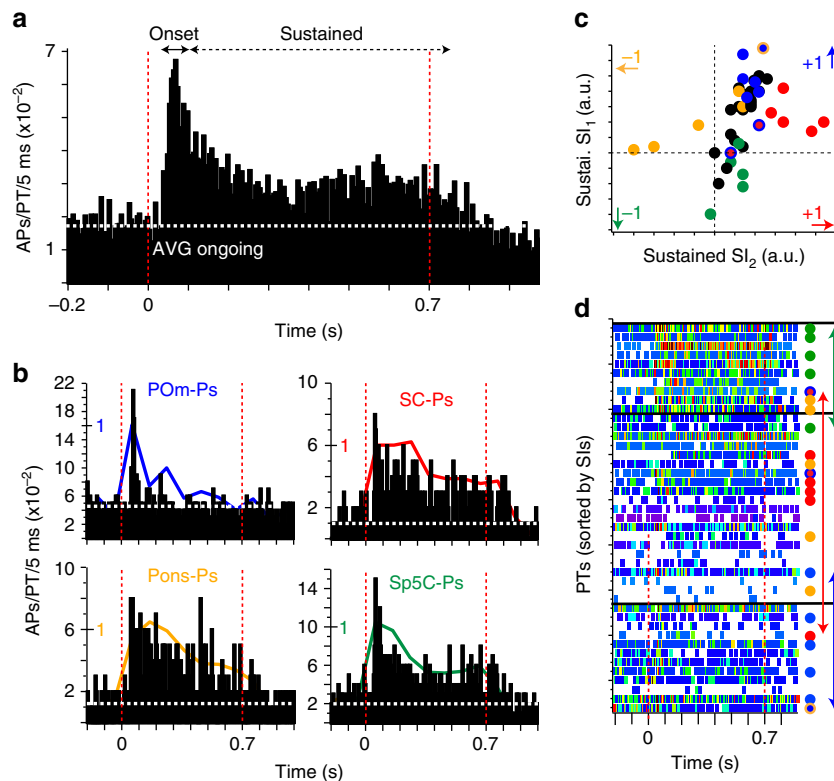 a
Onset
Sustained
7
1
APs/PT/5 ms (×10⁻²)
AVG ongoing
−0.2
0
0.7
Time (s)
b
22
18
14
10
6
2
1
POm-Ps
10
6
2
1
SC-Ps
APs/PT/5 ms (×10⁻²)
6
2
1
Pons-Ps
14
10
6
2
1
Sp5C-Ps
0
0.7
0
0.7
Time (s)
c
−1
+1
Sustai. SI₁ (a.u.)
−1
+1
Sustained SI₂ (a.u.)
d
PTs (sorted by SIs)
0
0.7
Time (s)